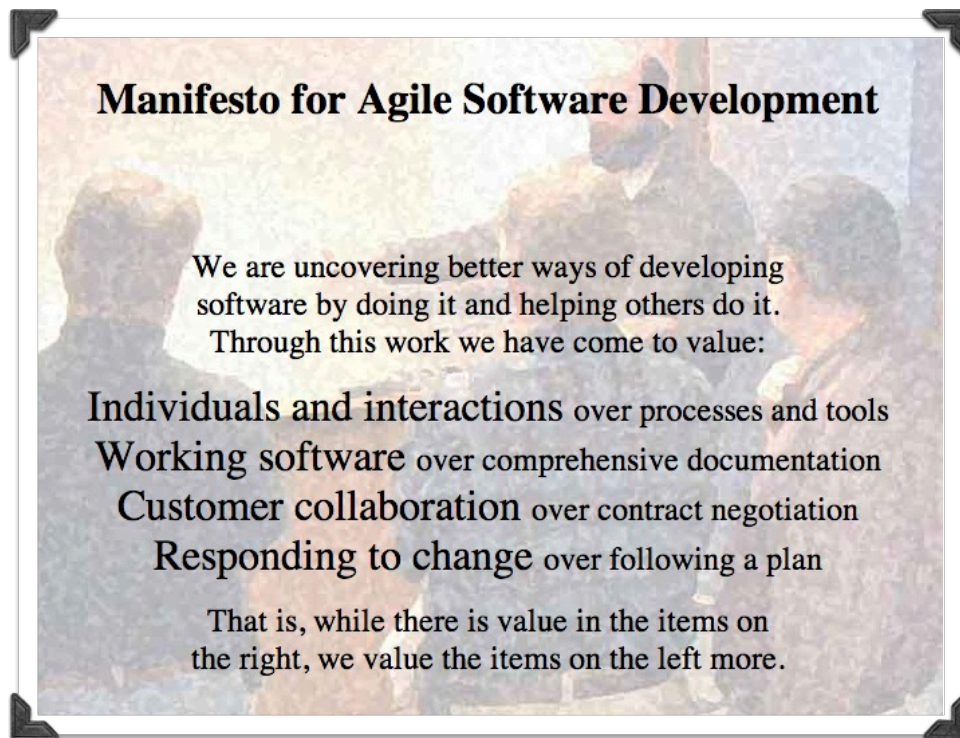 Manifesto for Agile Software Development
We are uncovering better ways of developing
software by doing it and helping others do it.
Through this work we have come to value:
Individuals and interactions over processes and tools
Working software over comprehensive documentation
Customer collaboration over contract negotiation
Responding to change over following a plan
That is, while there is value in the items on
the right, we value the items on the left more.